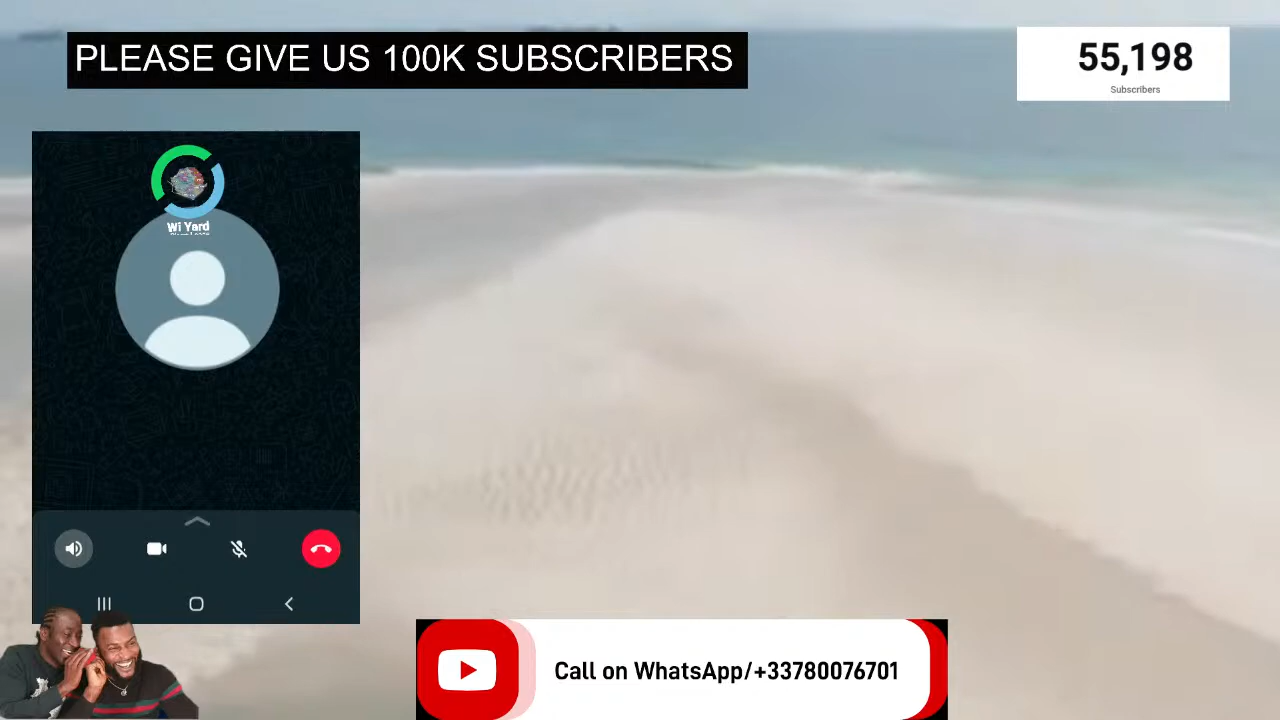 PLEASE GIVE US 100K SUBSCRIBERS
55,198
Subscribers
Wi Yard
Call on WhatsApp/+33780076701